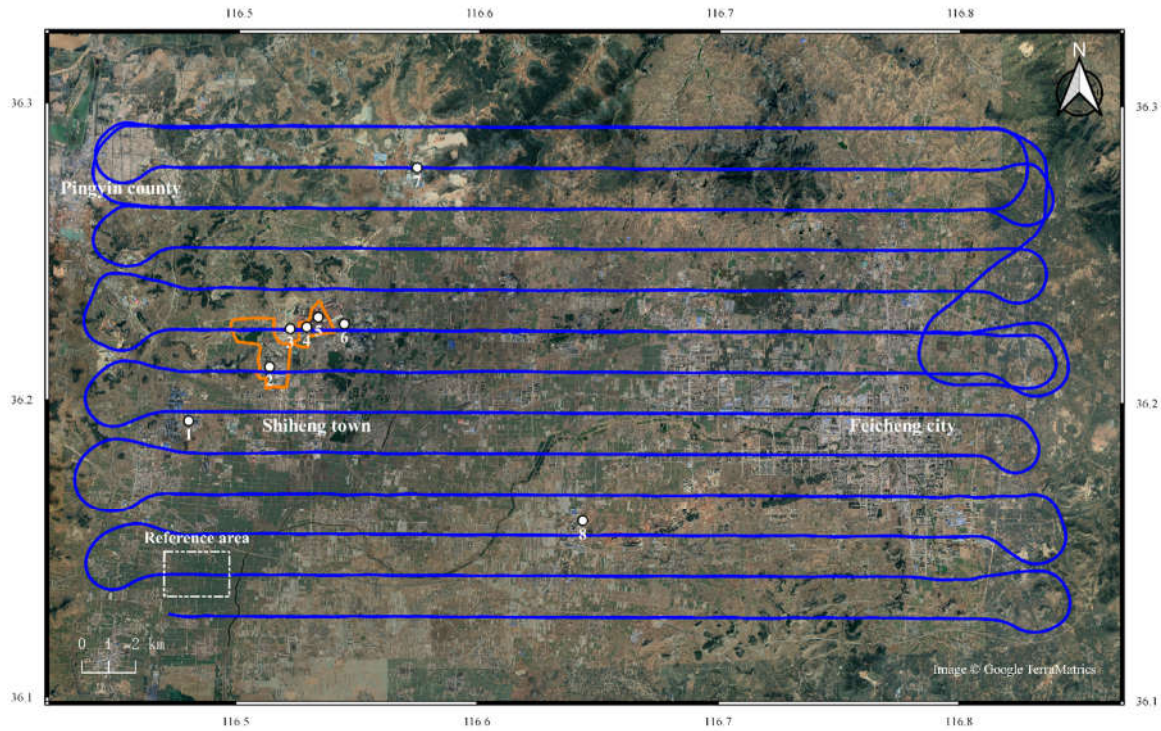 116.5 116.6 116.7 116.8
N
36.3 36.3
7
Pingyin county
5
3 4 6
2
36.2 36.2
1 Shiheng town Feicheng city
8
Reference area
0 1 2 km
Image © Google TerraMatrics
36.1 36.1
116.5 116.6 116.7 116.8